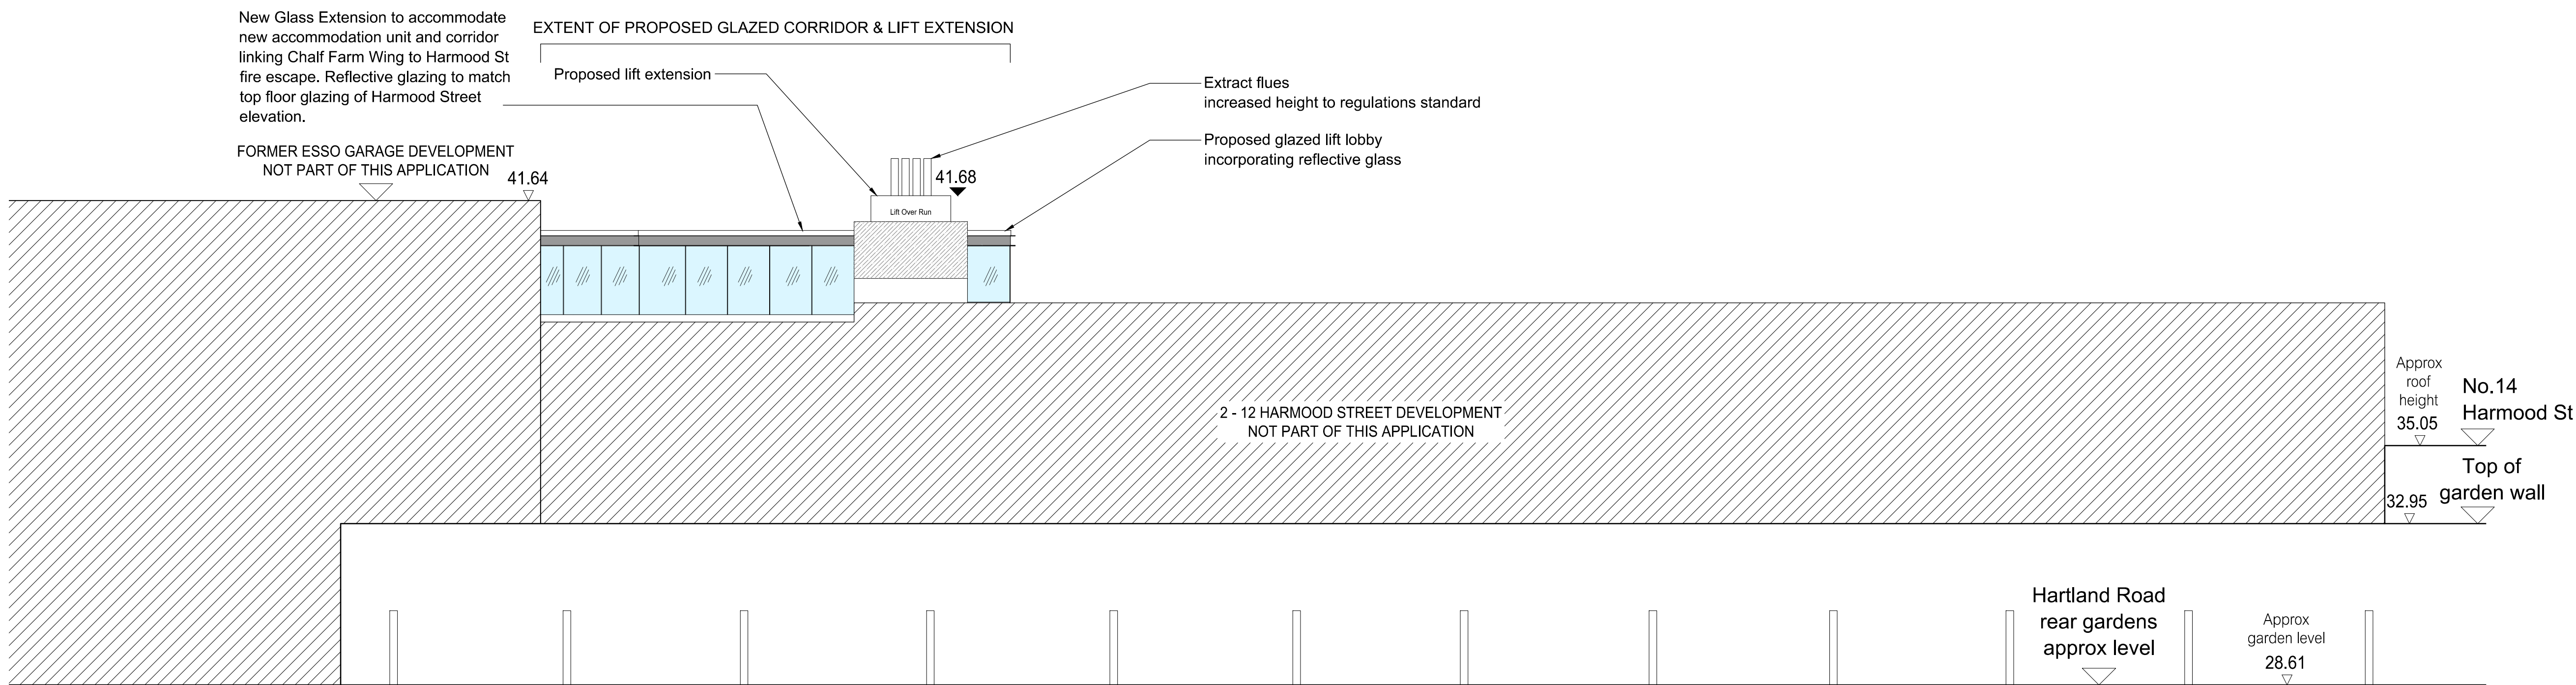 New Glass Extension to accommodate
new accommodation unit and corridor
linking Chalf Farm Wing to Harmood St
fire escape. Reflective glazing to match
top floor glazing of Harmood Street
elevation.
EXTENT OF PROPOSED GLAZED CORRIDOR & LIFT EXTENSION
Proposed lift extension
Extract flues
increased height to regulations standard
Proposed glazed lift lobby
incorporating reflective glass
FORMER ESSO GARAGE DEVELOPMENT
NOT PART OF THIS APPLICATION
41.64
41.68
Lift Over Run
2 - 12 HARMOOD STREET DEVELOPMENT
NOT PART OF THIS APPLICATION
Approx
roof
height
35.05
No.14
Harmood St
Top of
garden wall
32.95
Hartland Road
rear gardens
approx level
Approx
garden level
28.61